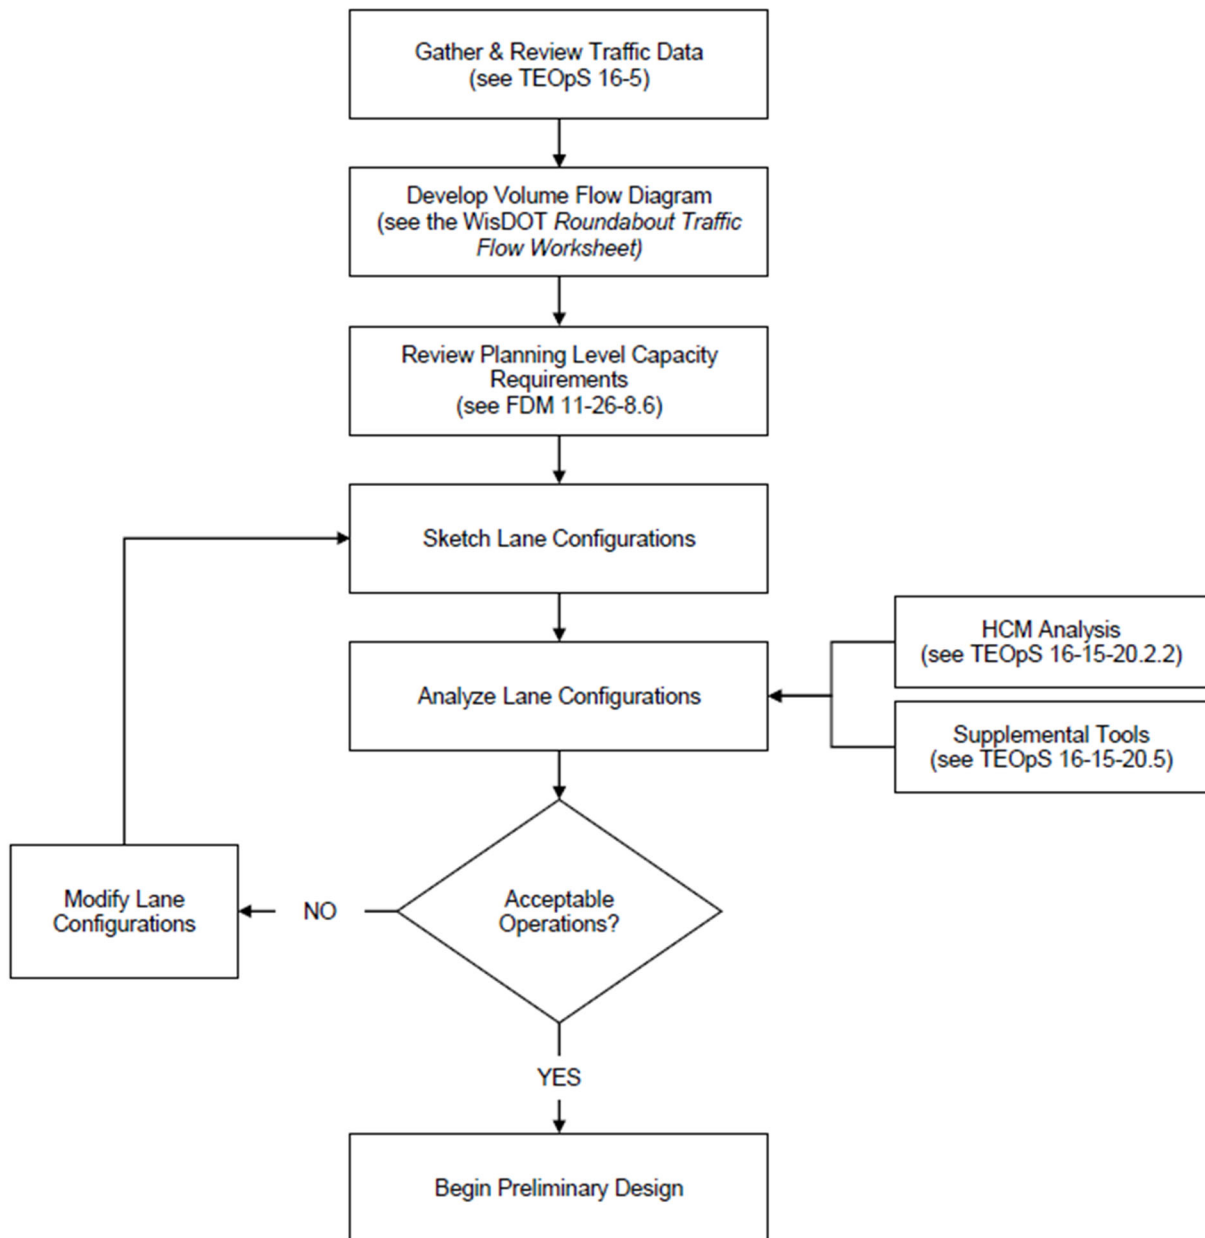 Gather & Review Traffic Data
(see TEOpS 16-5)
Develop Volume Flow Diagram
(see the WisDOT Roundabout Traffic
Flow Worksheet)
Review Planning Level Capacity
Requirements
(see FDM 11-26-8.6)
Sketch Lane Configurations
Analyze Lane Configurations
HCM Analysis
(see TEOpS 16-15-20.2.2)
Supplemental Tools
(see TEOpS 16-15-20.5)
Acceptable
Operations?
NO
Modify Lane
Configurations
YES
Begin Preliminary Design